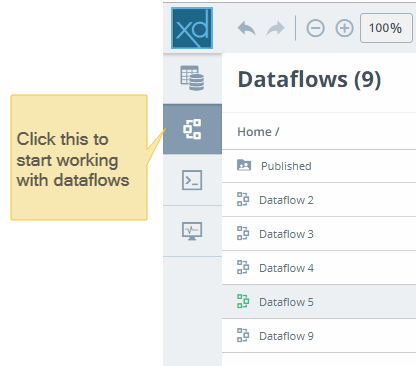 xd
100%
Dataflows (9)
Click this to
start working
with dataflows
Home /
Published
Dataflow 2
Dataflow 3
Dataflow 4
Dataflow 5
Dataflow 9